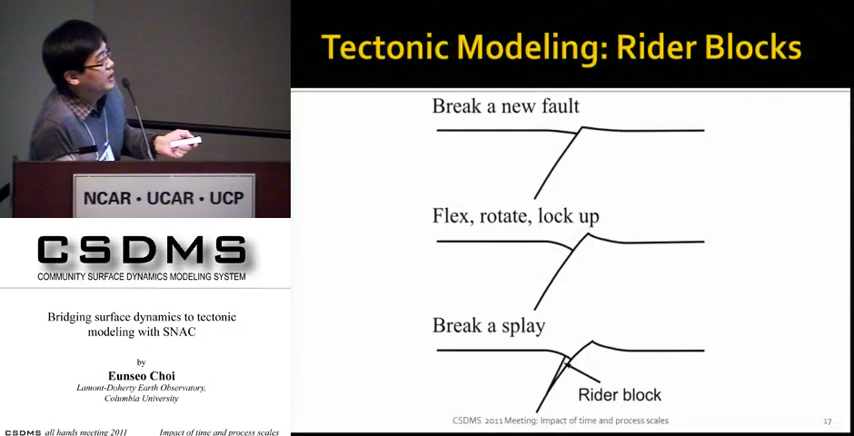 NCAR • UCAR • UCP
CSDMS
COMMUNITY SURFACE DYNAMICS MODELING SYSTEM
Bridging surface dynamics to tectonic
modeling with SNAC
by
Eunseo Choi
Lamont-Doherty Earth Observatory,
Columbia University
CSDMS all hands meeting 2011 Impact of time and process scales
Tectonic Modeling: Rider Blocks
Break a new fault
Flex, rotate, lock up
Break a splay
Rider block
CSDMS 2011 Meeting: Impact of time and process scales
17